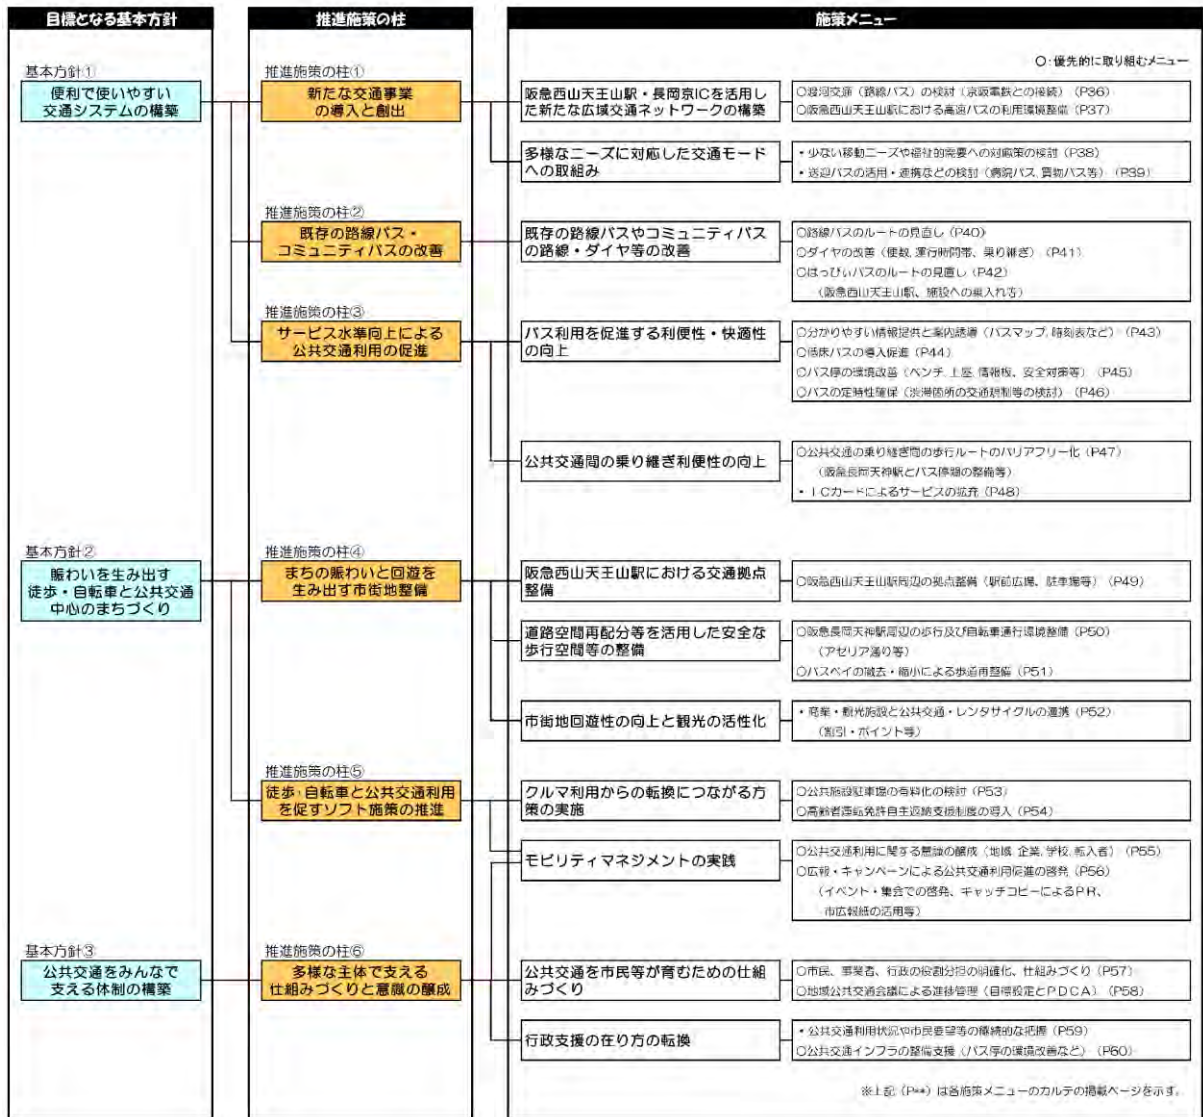 目標となる基本方針
推進施策の柱
施策メニュー
○:優先的に取り組むメニュー
基本方針①
便利で使いやすい
交通システムの構築
推進施策の柱①
新たな交通事業
の導入と創出
阪急西山天王山駅・長岡京ICを活用し
た新たな広域交通ネットワークの構築
○渡河交通(路線バス)の検討(京阪電鉄との接続)(P36)
○阪急西山天王山駅における高速バスの利用環境整備(P37)
多様なニーズに対応した交通モード
への取組み
・少ない移動ニーズや福祉的需要への対応策の検討(P38)
・送迎バスの活用・連携などの検討(病院バス、買物バス等)(P39)
推進施策の柱②
既存の路線バス・
コミュニティバスの改善
既存の路線バスやコミュニティバス
の路線・ダイヤ等の改善
○路線バスのルートの見直し(P40)
○ダイヤの改善(便数、運行時間帯、乗り継ぎ)(P41)
○はっぴぃバスのルートの見直し(P42)
(阪急西山天王山駅、施設への乗入れ等)
推進施策の柱③
サービス水準向上による
公共交通利用の促進
バス利用を促進する利便性・快適性
の向上
○分かりやすい情報提供と案内誘導(バスマップ、時刻表など)(P43)
○低床バスの導入促進(P44)
○バス停の環境改善(ベンチ、上屋、情報板、安全対策等)(P45)
○バスの定時性確保(渋滞箇所の交通規制等の検討)(P46)
公共交通間の乗り継ぎ利便性の向上
○公共交通の乗り継ぎ間の歩行ルートのバリアフリー化(P47)
(阪急長岡天神駅とバス停間の整備等)
・ICカードによるサービスの拡充(P48)
基本方針②
賑わいを生み出す
徒歩・自転車と公共交通
中心のまちづくり
推進施策の柱④
まちの賑わいと回遊を
生み出す市街地整備
阪急西山天王山駅における交通拠点
整備
○阪急西山天王山駅周辺の拠点整備(駅前広場、駐車場等)(P49)
道路空間再配分等を活用した安全な
歩行空間等の整備
○阪急長岡天神駅周辺の歩行及び自転車通行環境整備(P50)
(アゼリア通り等)
○バスベイの撤去・縮小による歩道再整備(P51)
市街地回遊性の向上と観光の活性化
・商業・観光施設と公共交通・レンタサイクルの連携(P52)
(割引・ポイント等)
推進施策の柱⑤
徒歩・自転車と公共交通利用
を促すソフト施策の推進
クルマ利用からの転換につながる方
策の実施
○公共施設駐車場の有料化の検討(P53)
○高齢者運転免許自主返納支援制度の導入(P54)
モビリティマネジメントの実践
○公共交通利用に関する意識の醸成(地域、企業、学校、転入者)(P55)
○広報・キャンペーンによる公共交通利用促進の啓発(P56)
(イベント・集会での啓発、キャッチコピーによるPR、
市広報紙の活用等)
基本方針③
公共交通をみんなで
支える体制の構築
推進施策の柱⑥
多様な主体で支える
仕組みづくりと意識の醸成
公共交通を市民等が育むための仕組
みづくり
○市民、事業者、行政の役割分担の明確化、仕組みづくり(P57)
○地域公共交通会議による進捗管理(目標設定とPDCA)(P58)
行政支援の在り方の転換
・公共交通利用状況や市民要望等の継続的な把握(P59)
○公共交通インフラの整備支援(バス停の環境改善など)(P60)
※上記(P**)は各施策メニューのカルテの掲載ページを示す。